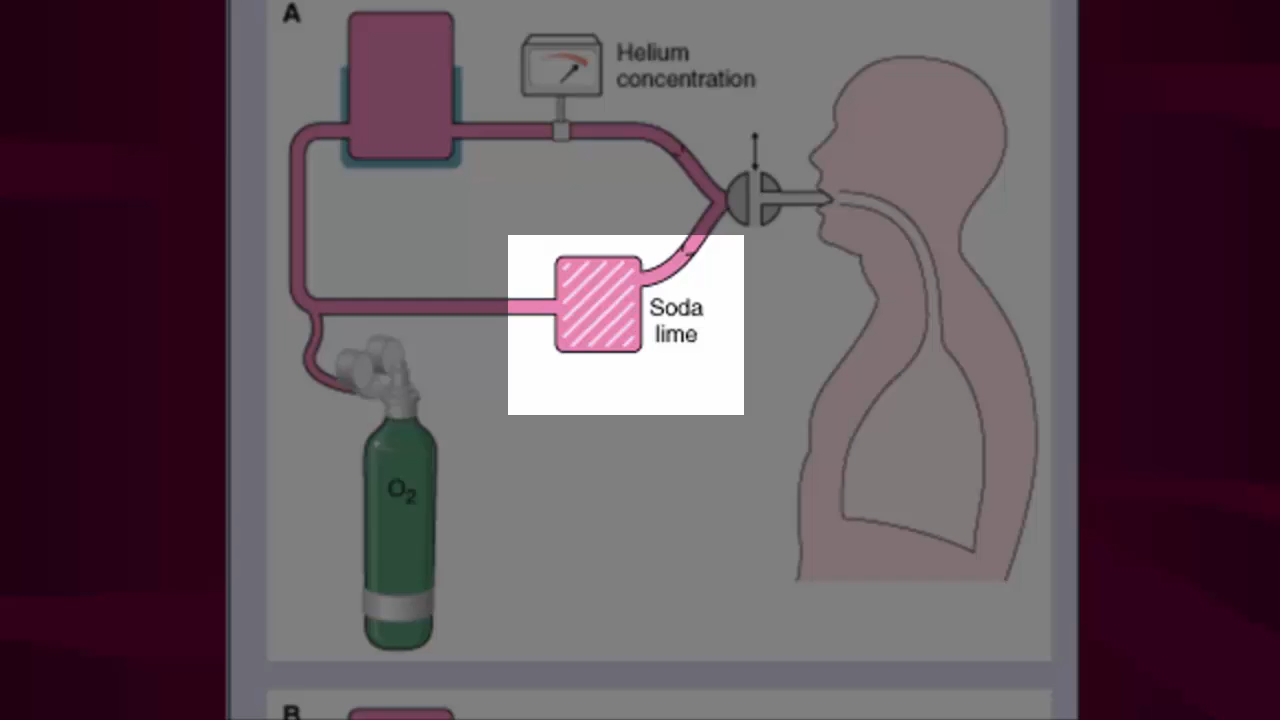 A
Helium
concentration
Soda
lime
O2
B